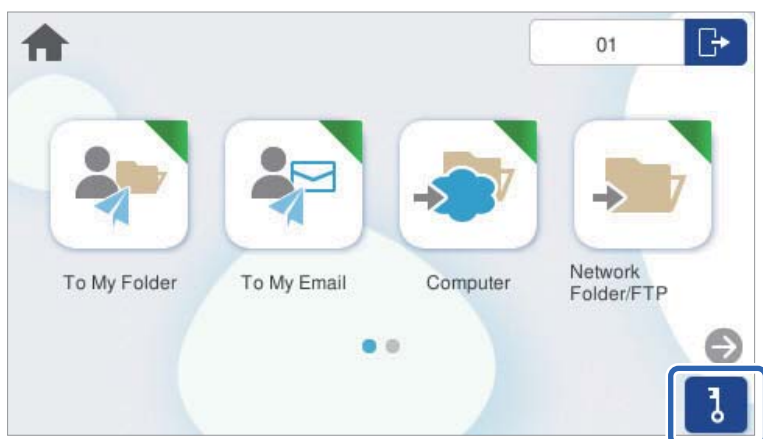 01
To My Folder
To My Email
Computer
Network
Folder/FTP